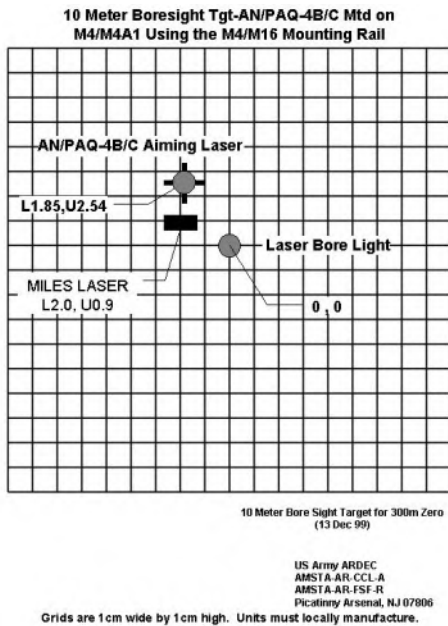 10 Meter Boresight Tgt-AN/PAQ-4B/C Mtd on
M4/M4A1 Using the M4/M16 Mounting Rail
AN/PAQ-4B/C Aiming Laser
L1.85,U2.54
Laser Bore Light
MILES LASER
L2.0, U0.9
0 , 0
10 Meter Bore Sight Target for 300m Zero
(13 Dec 99)
US Army ARDEC
AMSTA-AR-CCL-A
AMSTA-AR-FSF-R
Picatinny Arsenal, NJ 07806
Grids are 1cm wide by 1cm high. Units must locally manufacture.